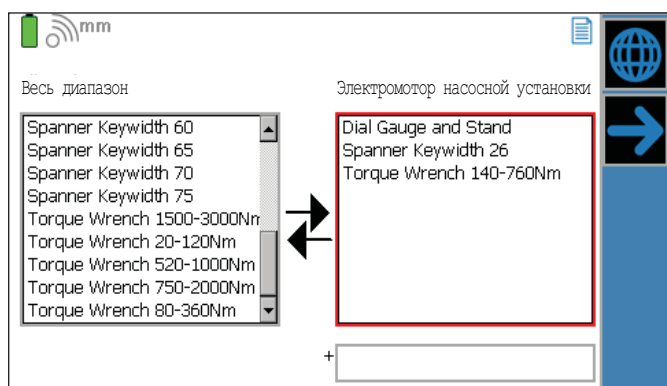 mm
Весь диапазон
Электромотор насосной установки
Spanner Keywidth 60
Spanner Keywidth 65
Spanner Keywidth 70
Spanner Keywidth 75
Torque Wrench 1500-3000Nm
Torque Wrench 20-120Nm
Torque Wrench 520-1000Nm
Torque Wrench 750-2000Nm
Torque Wrench 80-360Nm
Dial Gauge and Stand
Spanner Keywidth 26
Torque Wrench 140-760Nm
+